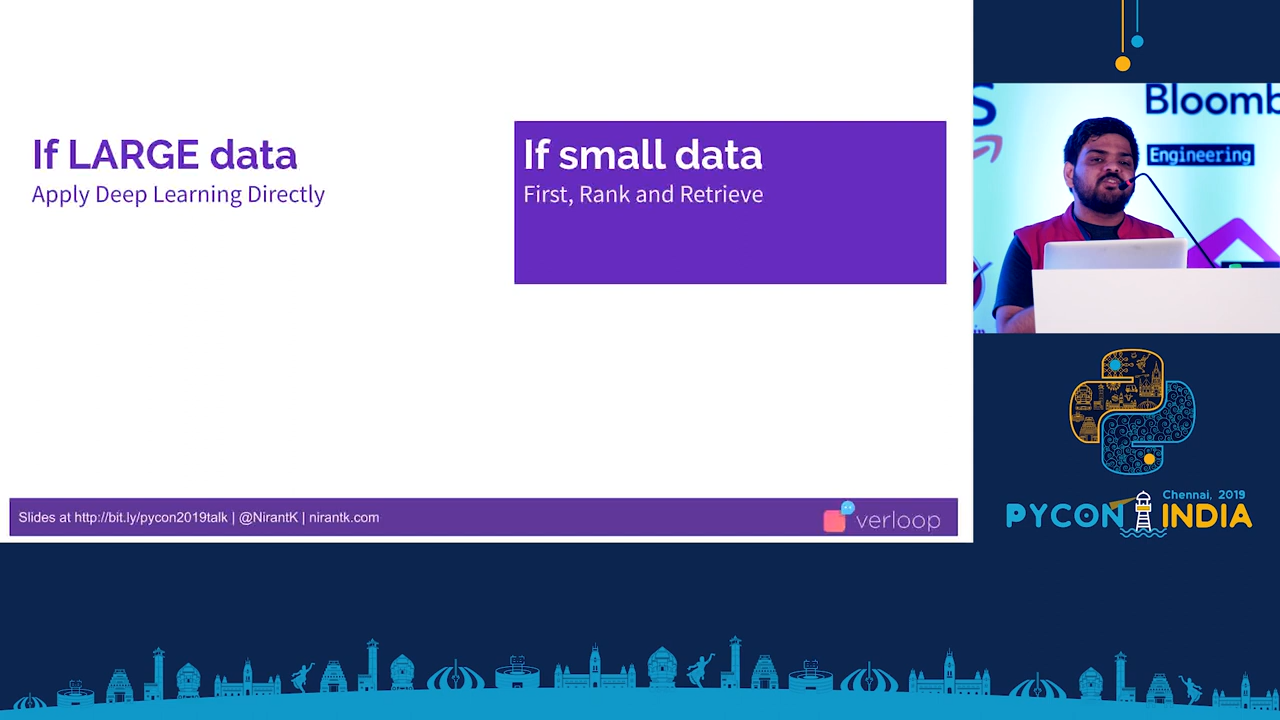 If LARGE data
Apply Deep Learning Directly
If small data
First, Rank and Retrieve
Slides at http://bit.ly/pycon2019talk | @NirantK | nirantk.com
verloop
S
Bloomb
Engineering
in
Chennai, 2019
PYCON INDIA